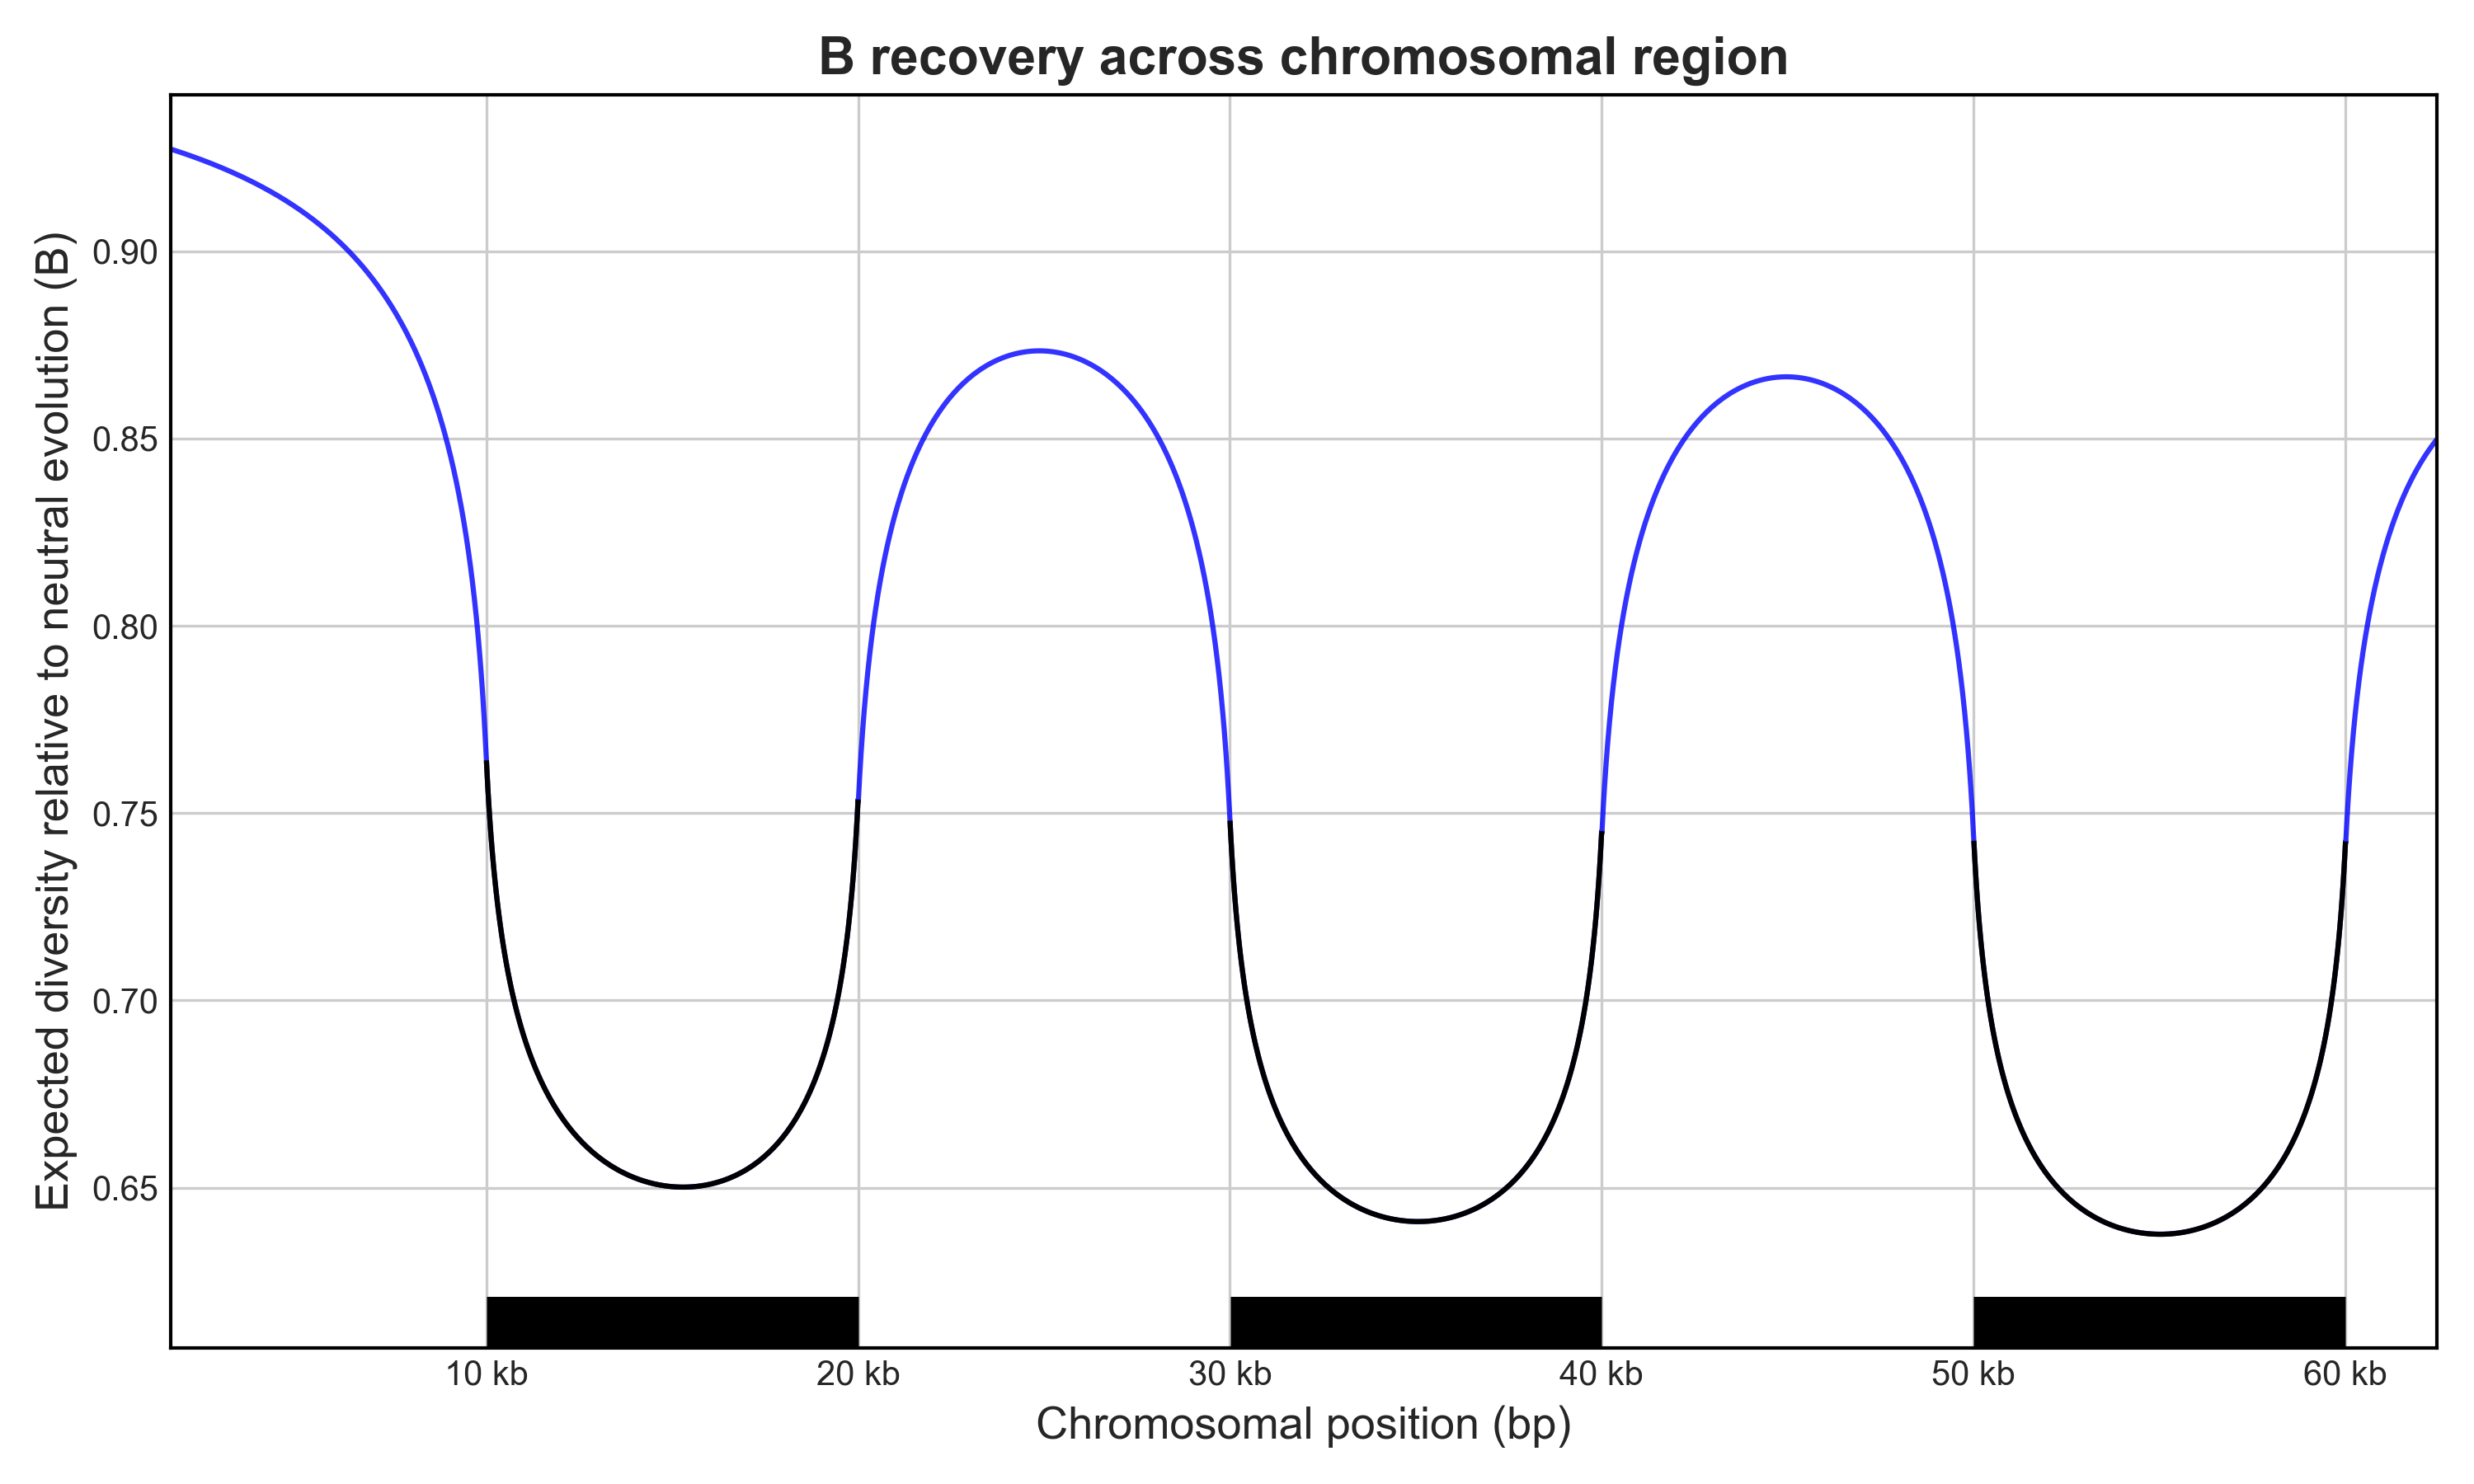 B recovery across chromosomal region
Expected diversity relative to neutral evolution (B)
0.90
0.85
0.80
0.75
0.70
0.65
10 kb
20 kb
30 kb
40 kb
50 kb
60 kb
Chromosomal position (bp)